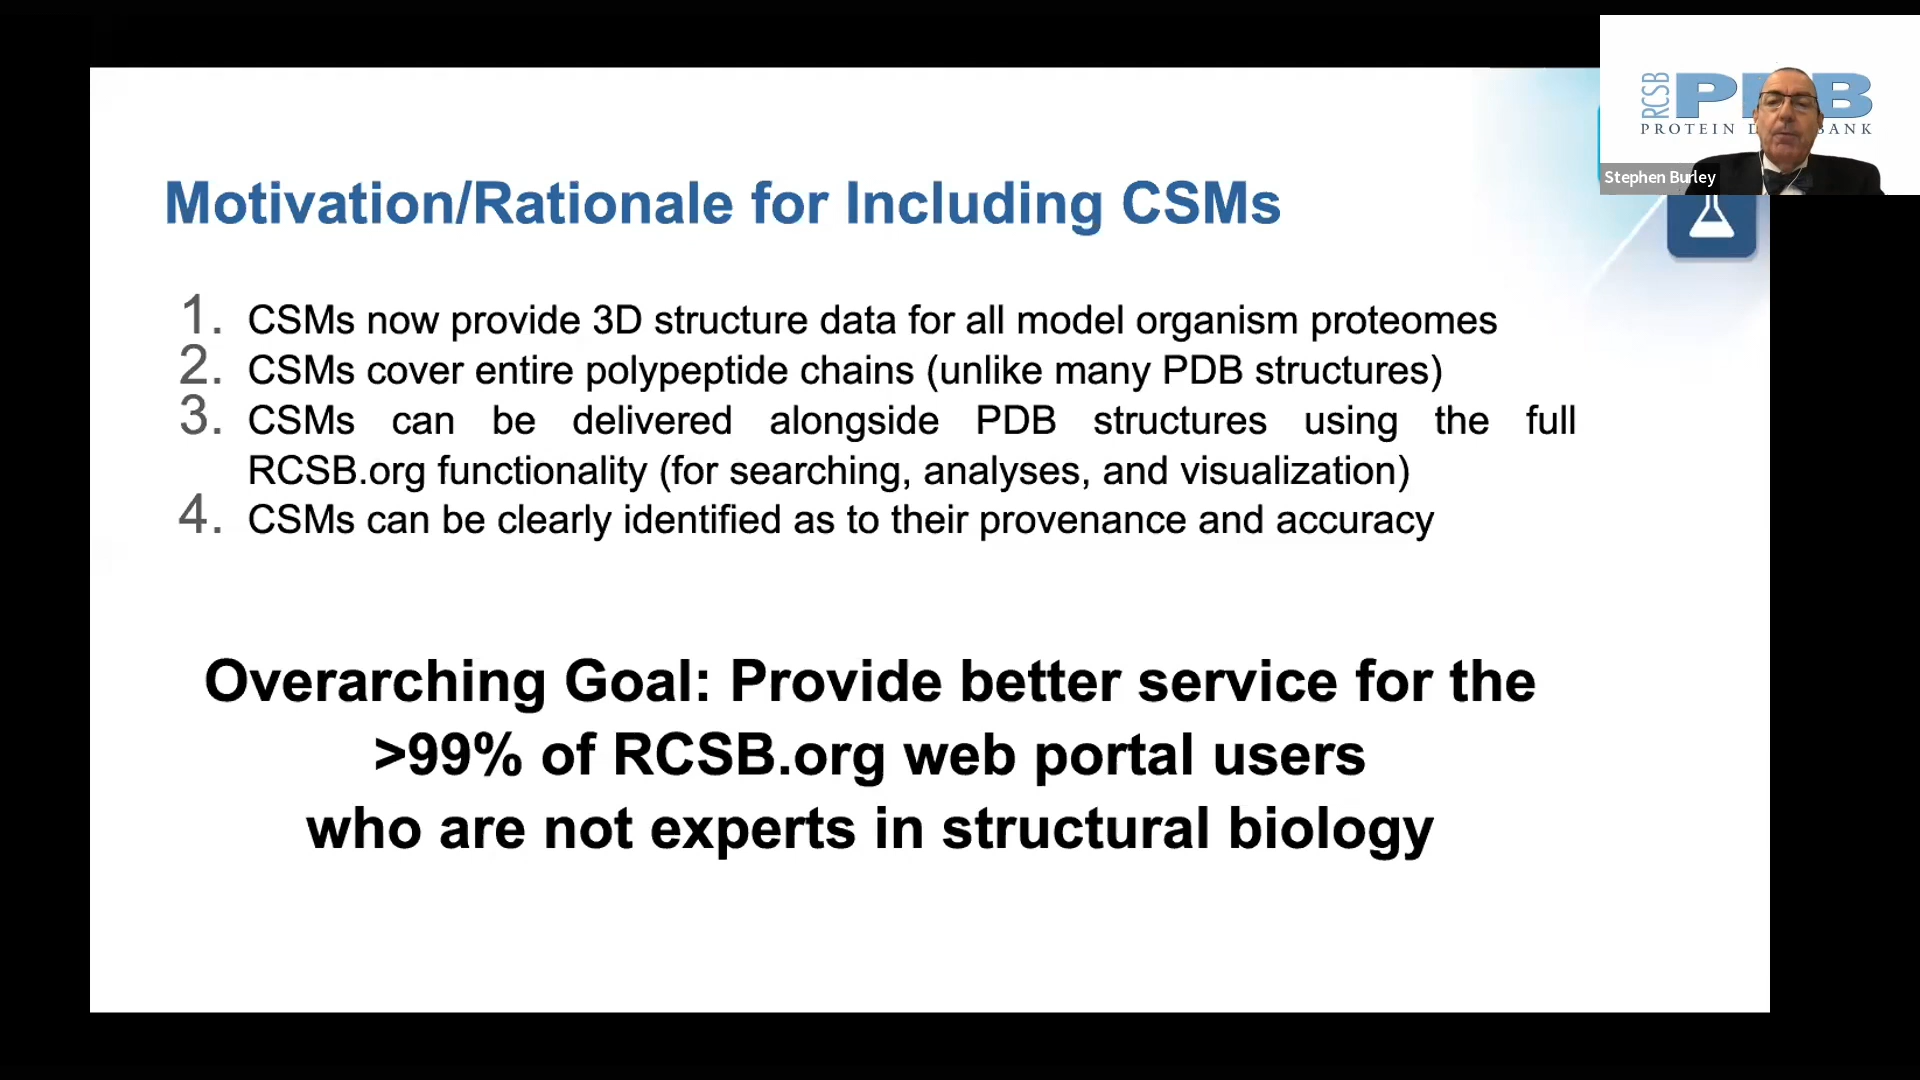 Motivation/Rationale for Including CSMs
1. CSMs now provide 3D structure data for all model organism proteomes
2. CSMs cover entire polypeptide chains (unlike many PDB structures)
3. CSMs can be delivered alongside PDB structures using the full
RCSB.org functionality (for searching, analyses, and visualization)
4. CSMs can be clearly identified as to their provenance and accuracy
Overarching Goal: Provide better service for the
>99% of RCSB.org web portal users
who are not experts in structural biology
RCSB
PROTEIN
Stephen Burley